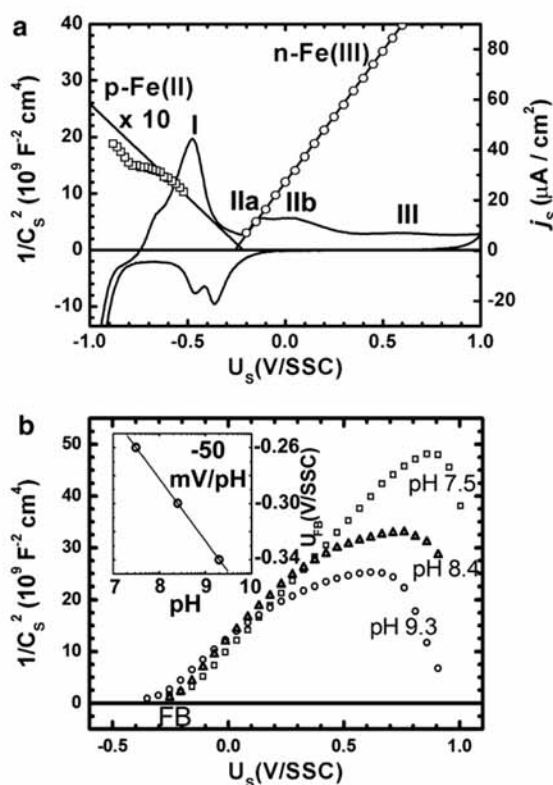 a
40
30
20
10
0
-10
1/C_S^2 (10^9 F^-2 cm^4)
p-Fe(II)
x 10
I
n-Fe(III)
IIa IIb
III
80
60
40
20
0
-20
j_S (μA / cm^2)
-1.0 -0.5 0.0 0.5 1.0
U_S(V/SSC)
b
50
40
30
20
10
0
1/C_S^2 (10^9 F^-2 cm^4)
-50
mV/pH
-0.26
-0.30
-0.34
U_FB(V/SSC)
7 8 9 10
pH
pH 7.5
pH 8.4
pH 9.3
FB
-0.5 0.0 0.5 1.0
U_S(V/SSC)